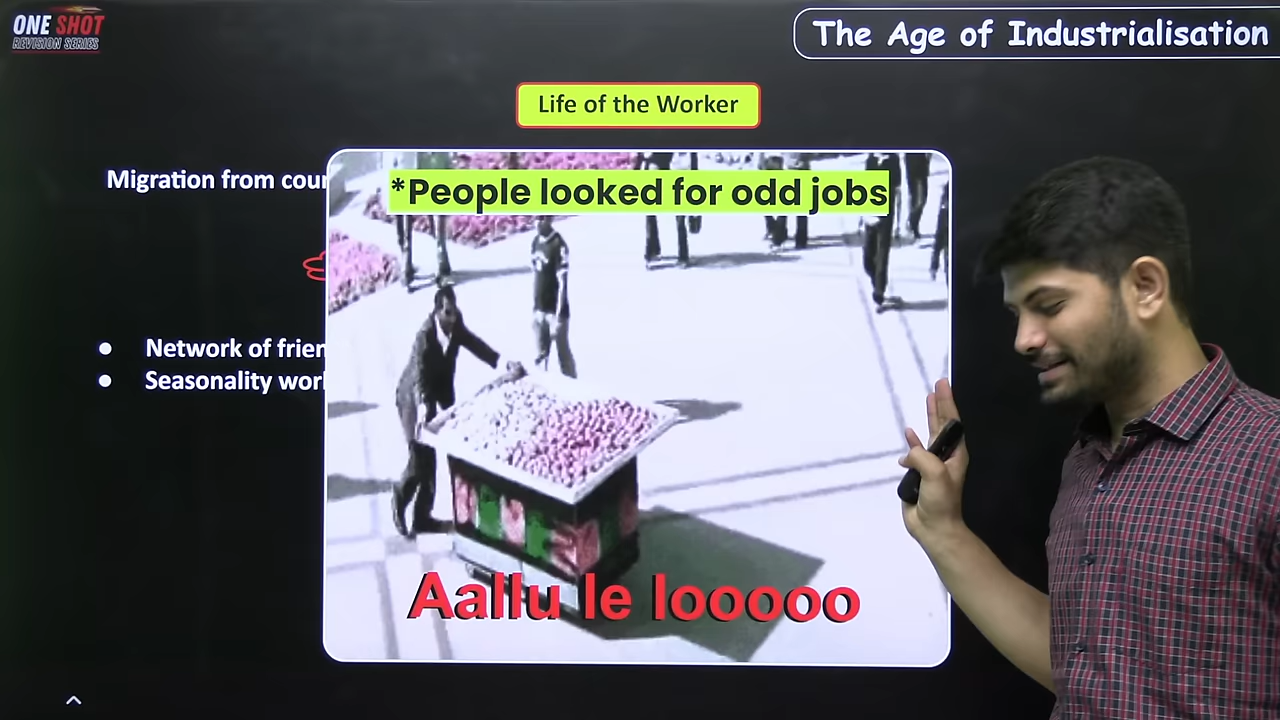 ONE SHOT
REVISION SERIES
The Age of Industrialisation
Life of the Worker
Migration from cour
*People looked for odd jobs
● Network of frien
● Seasonality worl
Aallu le looooo